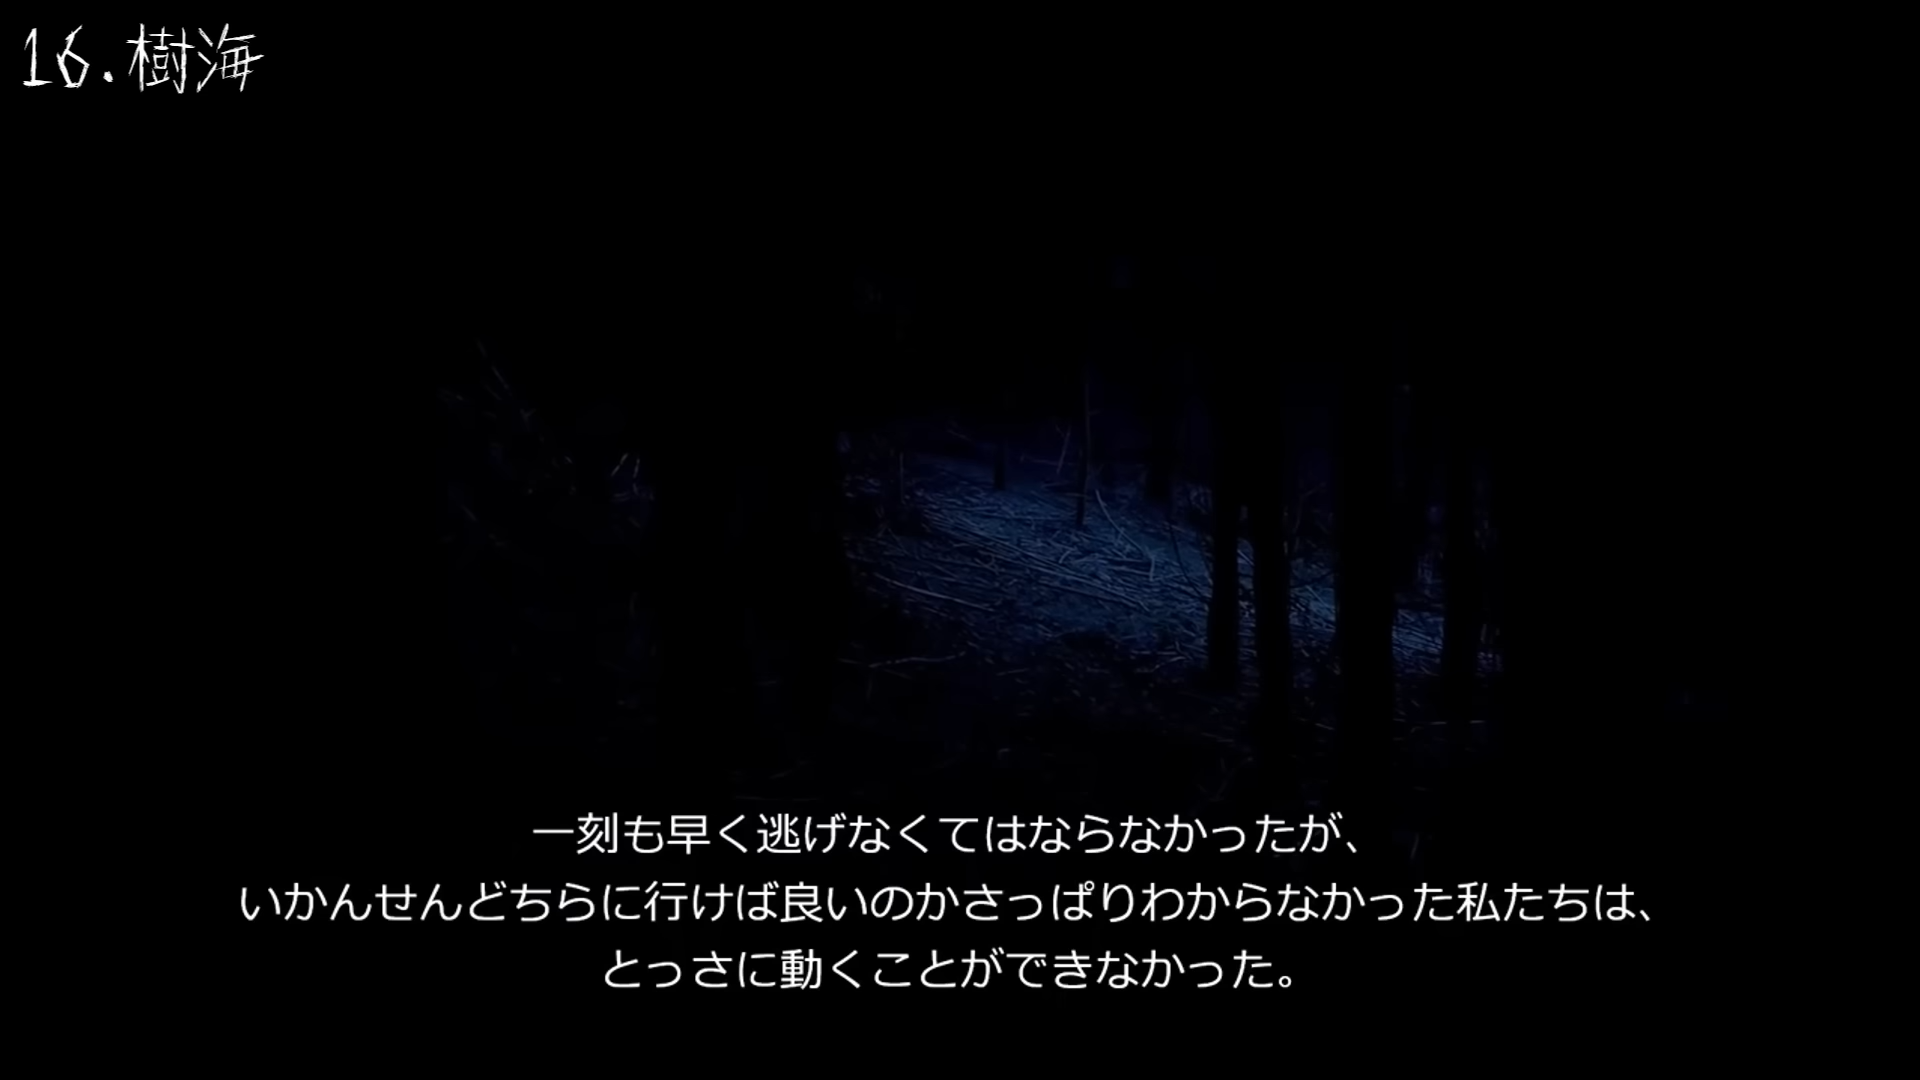 16.樹海
一刻も早く逃げなくてはならなかったが、
いかんせんどちらに行けば良いのかさっぱりわからなかった私たちは、
とっさに動くことができなかった。